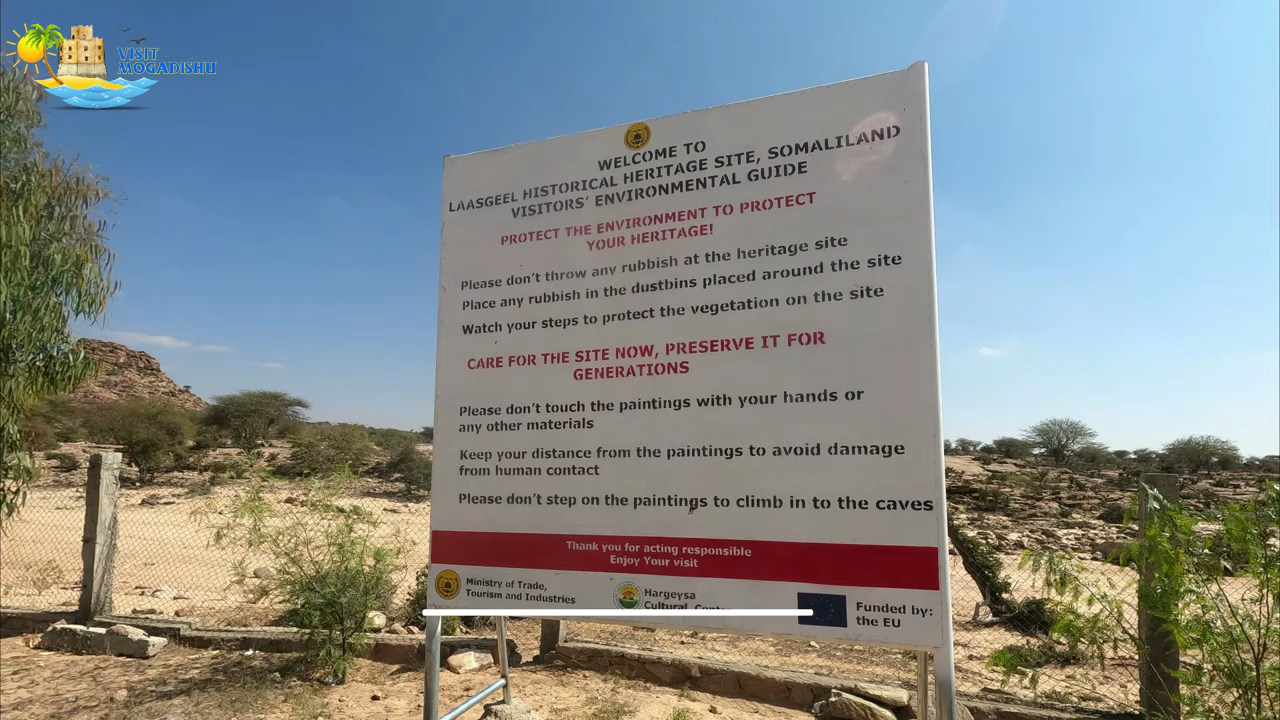 VISIT
MOGADISHU
WELCOME TO
LAASGEEL HISTORICAL HERITAGE SITE, SOMALILAND
VISITORS' ENVIRONMENTAL GUIDE
PROTECT THE ENVIRONMENT TO PROTECT
YOUR HERITAGE!
Please don't throw any rubbish at the heritage site
Place any rubbish in the dustbins placed around the site
Watch your steps to protect the vegetation on the site
CARE FOR THE SITE NOW, PRESERVE IT FOR
GENERATIONS
Please don't touch the paintings with your hands or
any other materials
Keep your distance from the paintings to avoid damage
from human contact
Please don't step on the paintings to climb in to the caves
Thank you for acting responsible
Enjoy Your visit
Ministry of Trade,
Tourism and Industries
Hargeysa
Cultural
Funded by:
the EU